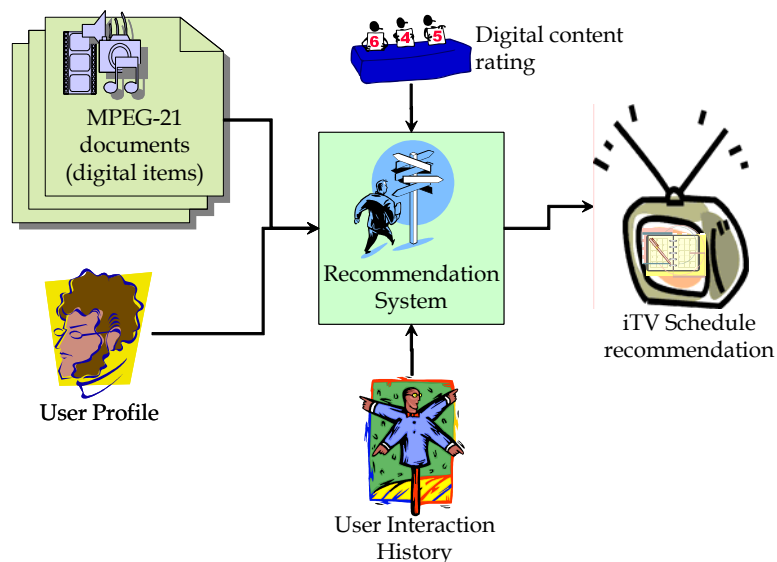 6 4 5
Digital content
rating
MPEG-21
documents
(digital items)
Recommendation
System
iTV Schedule
recommendation
User Profile
User Interaction
History